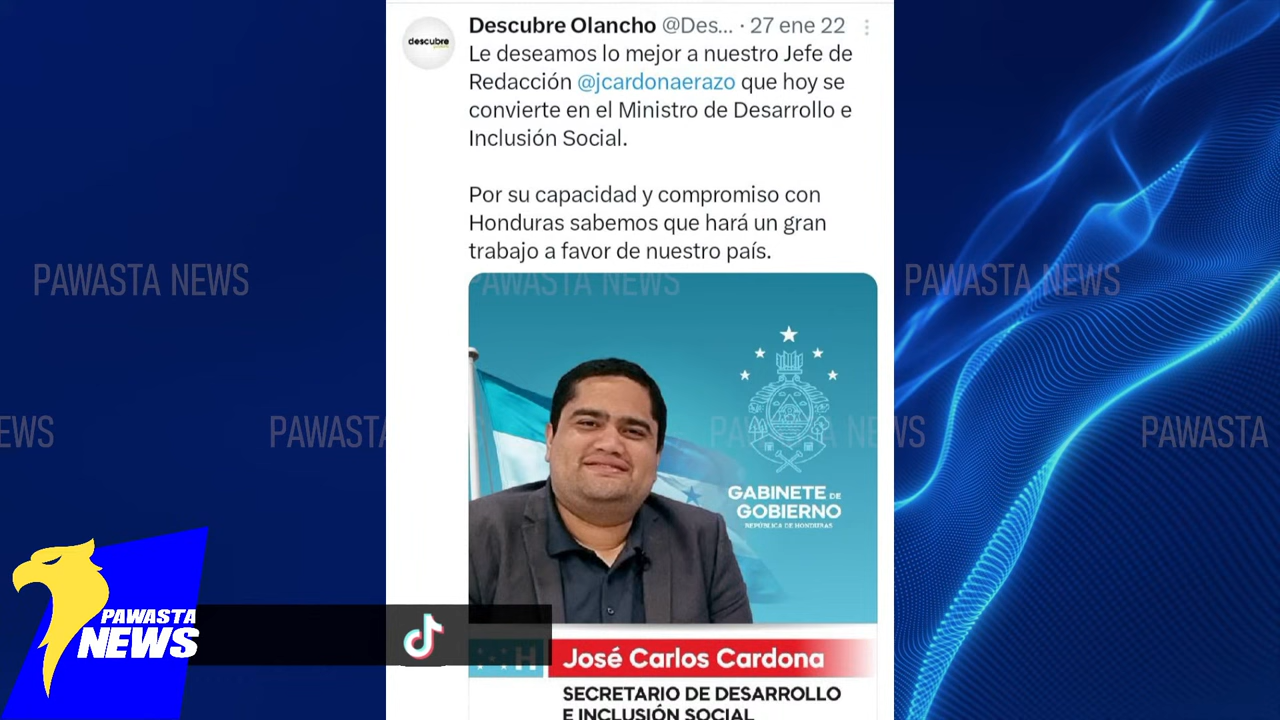 Descubre Olancho @Des... · 27 ene 22
Le deseamos lo mejor a nuestro Jefe de
Redacción @jcardonaerazo que hoy se
convierte en el Ministro de Desarrollo e
Inclusión Social.
Por su capacidad y compromiso con
Honduras sabemos que hará un gran
trabajo a favor de nuestro país.
descubre
PAWASTA NEWS
PAWASTA NEWS
PAWASTA NEWS
EWS
PAWASTA
PAWASTA NEWS
PAWASTA
GABINETE DE
GOBIERNO
REPÚBLICA DE HONDURAS
PAWASTA
NEWS
H
José Carlos Cardona
SECRETARIO DE DESARROLLO
E INCLUSIÓN SOCIAL